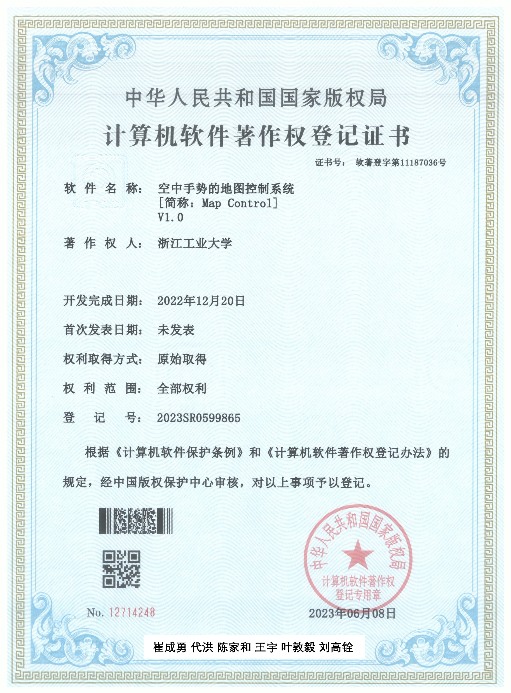 中华人民共和国国家版权局
计算机软件著作权登记证书
证书号： 软著登字第11187036号
软件名称： 空中手势的地图控制系统
[简称：Map Control]
V1.0
著作权人： 浙江工业大学
开发完成日期： 2022年12月20日
首次发表日期： 未发表
权利取得方式： 原始取得
权利范围： 全部权利
登记号： 2023SR0599865
根据《计算机软件保护条例》和《计算机软件著作权登记办法》的
规定，经中国版权保护中心审核，对以上事项予以登记。
中华人民共和国国家版权局
计算机软件著作权
登记专用章
No. 12714248
2023年06月08日
崔成勇 代洪 陈家和 王宇 叶敦毅 刘高铨